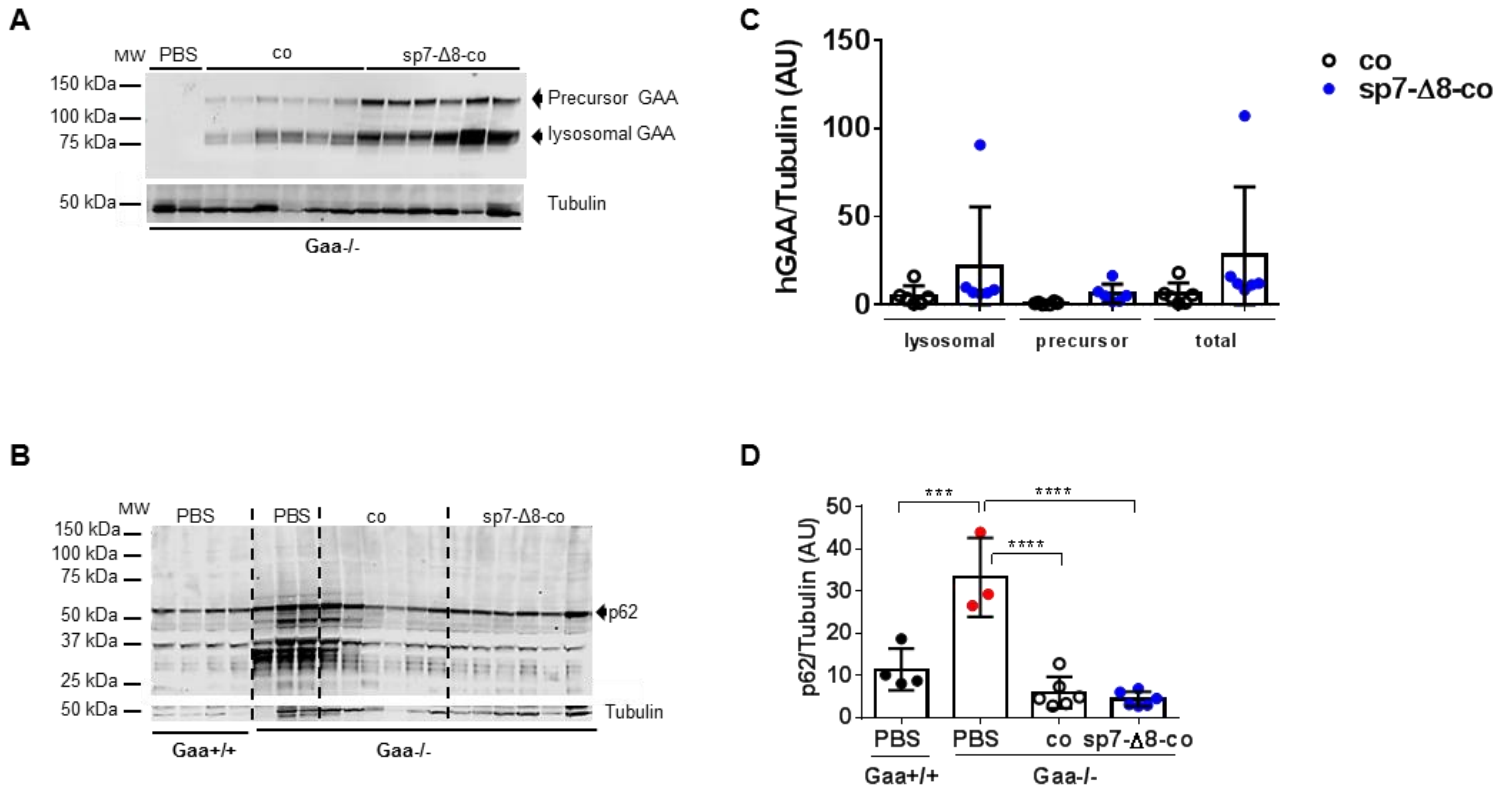 A
MW PBS co sp7-Δ8-co
150 kDa
100 kDa
75 kDa
50 kDa
Precursor GAA
lysosomal GAA
Tubulin
Gaa-/-
C
hGAA/Tubulin (AU)
150
100
50
0
lysosomal precursor total
co
sp7-Δ8-co
B
MW PBS PBS co sp7-Δ8-co
150 kDa
100 kDa
75 kDa
50 kDa
37 kDa
25 kDa
50 kDa
p62
Tubulin
Gaa+/+ Gaa-/-
D
p62/Tubulin (AU)
50
40
30
20
10
0
*** ****
****
PBS PBS co sp7-Δ8-co
Gaa+/+ Gaa-/-